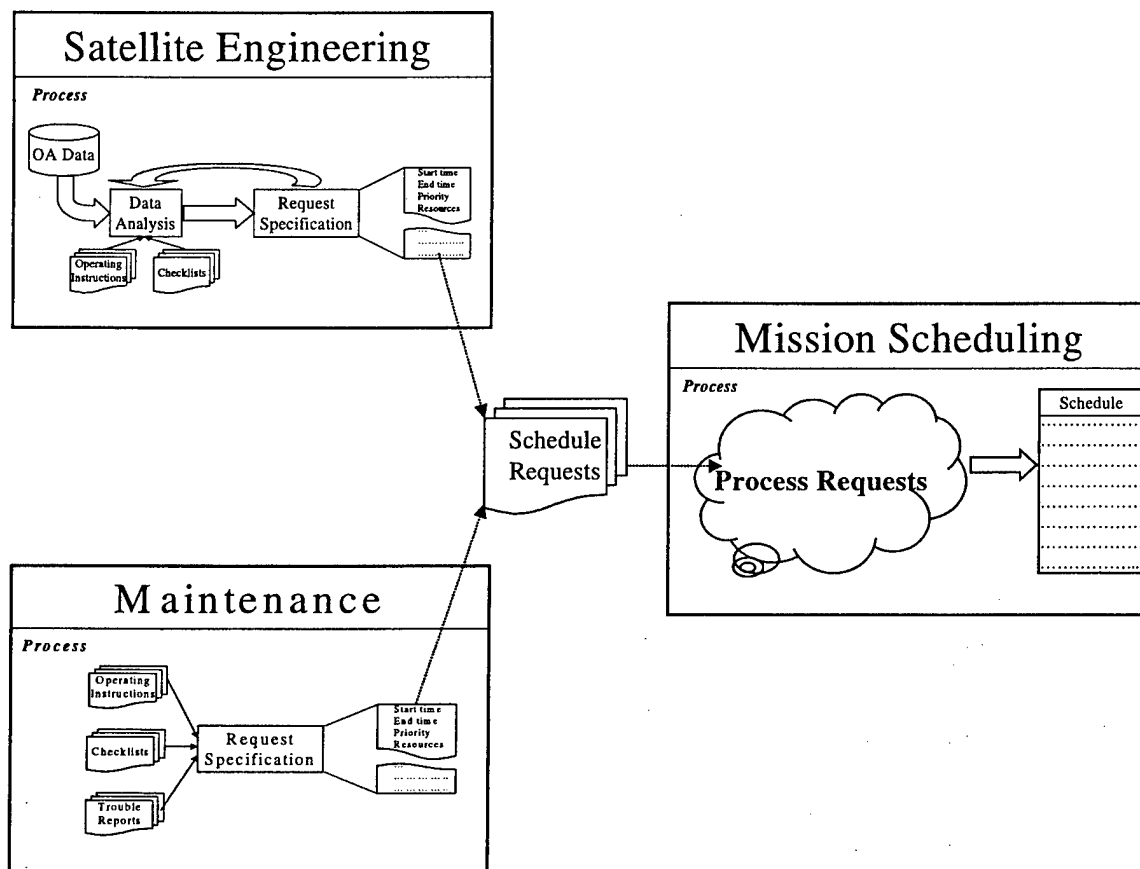 Satellite Engineering
Process
OA Data
Data
Analysis
Request
Specification
Start time
End time
Priority
Resources
Operating
Instructions
Checklists
Schedule
Requests
Mission Scheduling
Process
Process Requests
Schedule
Maintenance
Process
Operating
Instructions
Checklists
Trouble
Reports
Request
Specification
Start time
End time
Priority
Resources